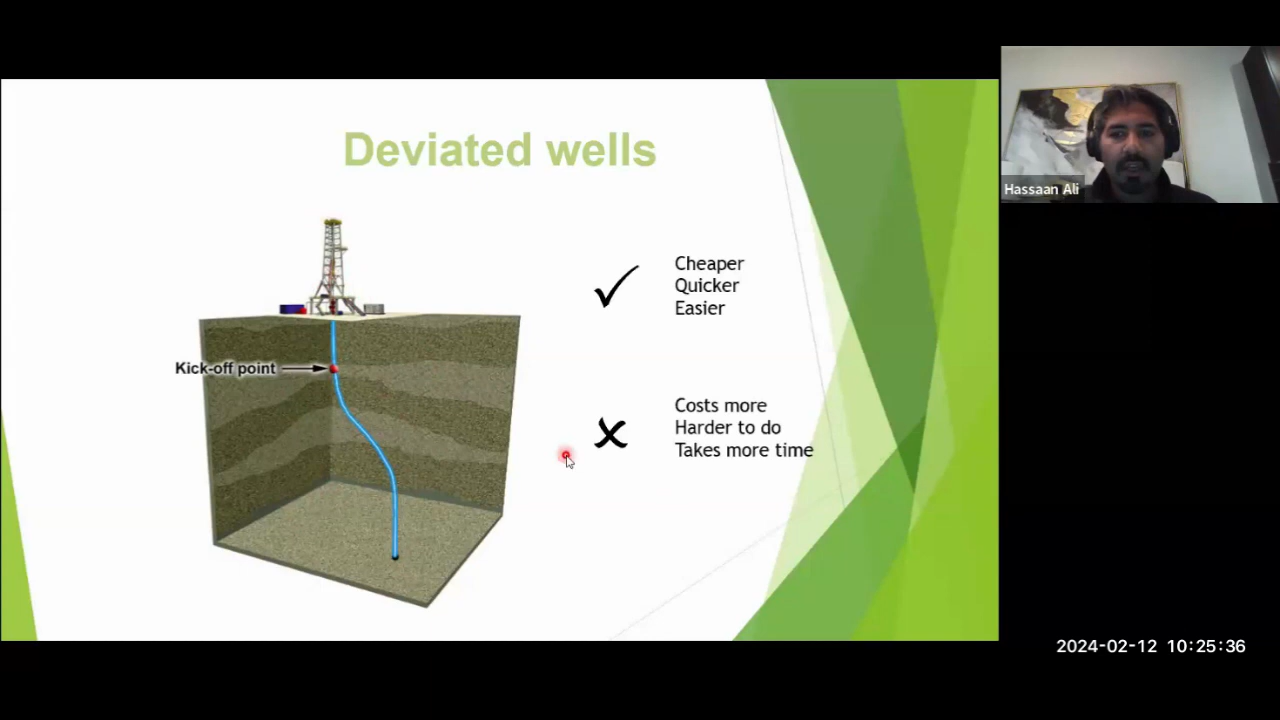 Deviated wells
Kick-off point
Cheaper
Quicker
Easier
Costs more
Harder to do
Takes more time
Hassaan Ali
2024-02-12 10:25:36